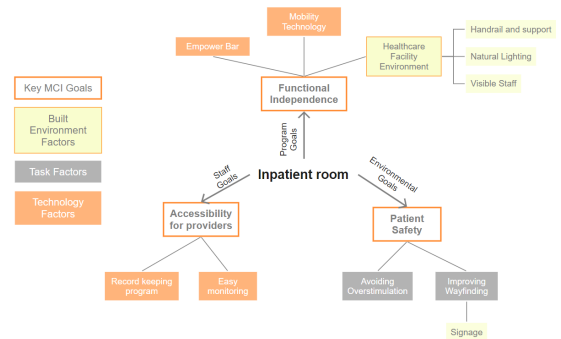 Mobility
Technology
Empower Bar
Healthcare
Facility
Environment
Handrail and support
Natural Lighting
Visible Staff
Key MCI Goals
Built
Environment
Factors
Task Factors
Technology
Factors
Functional
Independence
Program
Goals
Staff
Goals
Inpatient room
Environmental
Goals
Accessibility
for providers
Patient
Safety
Record keeping
program
Easy
monitoring
Avoiding
Overstimulation
Improving
Wayfinding
Signage